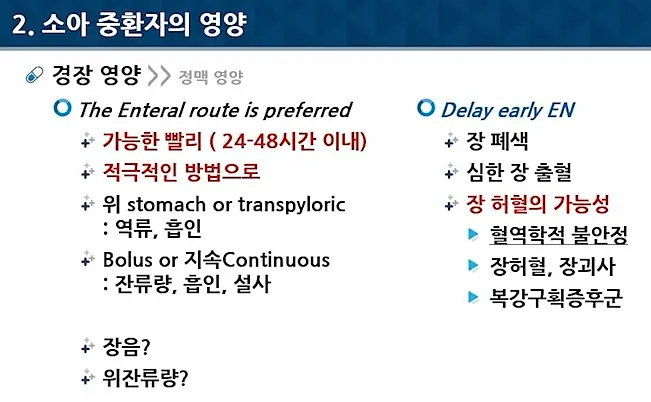 2. 소아 중환자의 영양
경장 영양 >> 정맥 영양
The Enteral route is preferred
가능한 빨리 ( 24-48시간 이내)
적극적인 방법으로
위 stomach or transpyloric
: 역류, 흡인
Bolus or 지속Continuous
: 잔류량, 흡인, 설사
장음?
위잔류량?
Delay early EN
장 폐색
심한 장 출혈
장 허혈의 가능성
혈역학적 불안정
장허혈, 장괴사
복강구획증후군